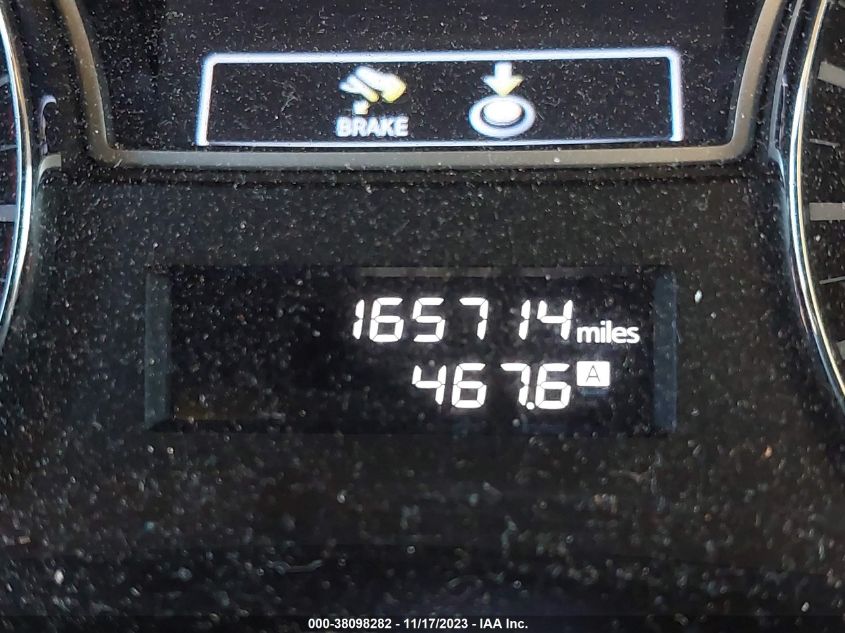 BRAKE
165714 miles
467.6 A
000-38098282 - 11/17/2023 - IAA Inc.